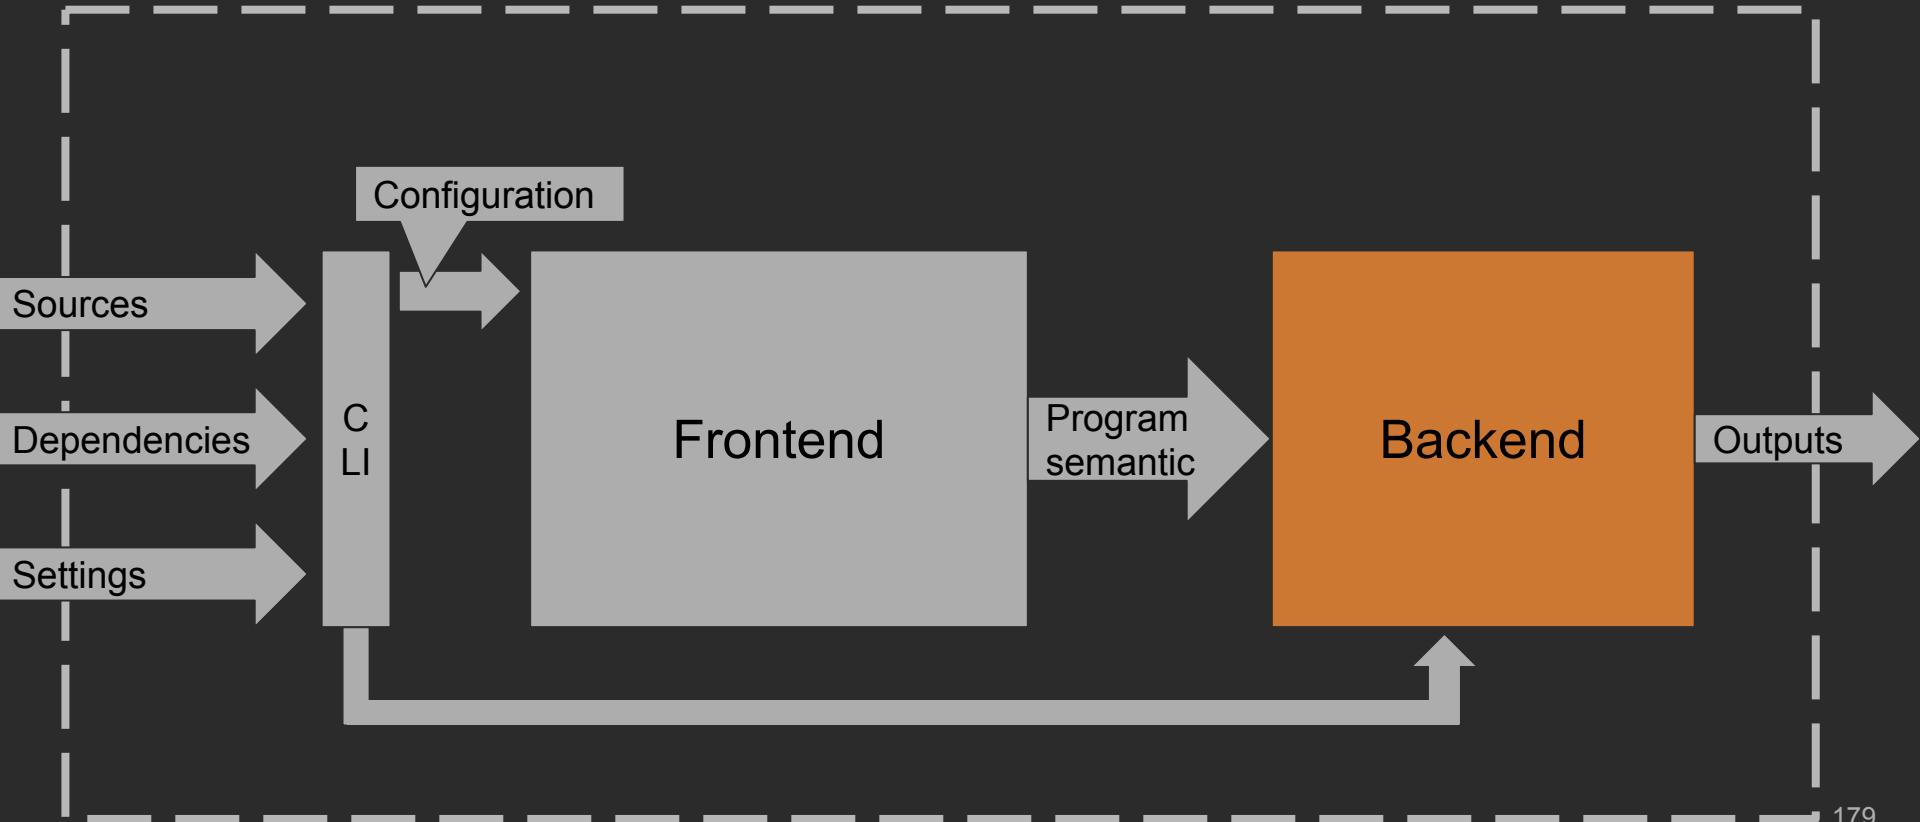 Configuration
Sources
Dependencies
Settings
C
LI
Frontend
Program
semantic
Backend
Outputs
179